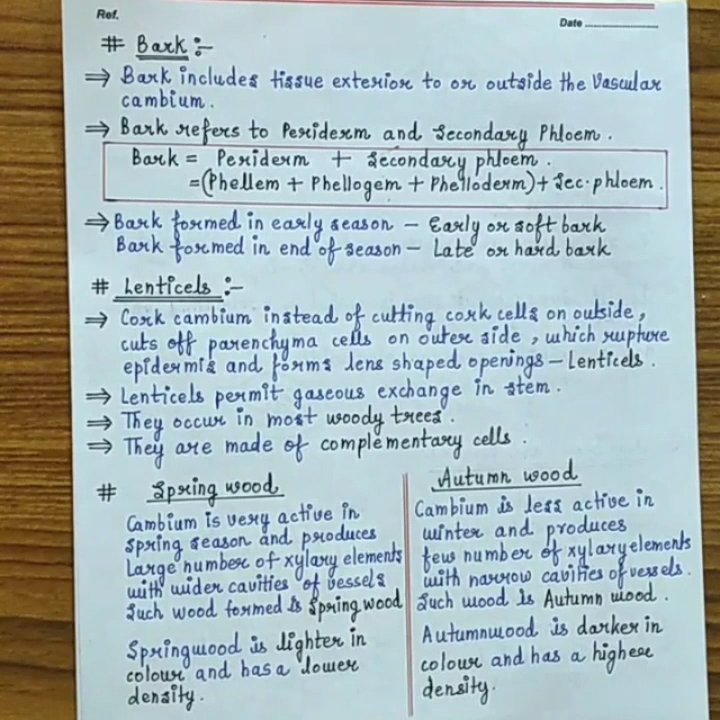 Ref.
Date ....................
# Bark :-
⇒ Bark includes tissue exterior to or outside the Vascular
cambium.
⇒ Bark refers to Periderm and Secondary Phloem.
Bark = Periderm + Secondary phloem.
=(Phellem + Phellogem + Phelloderm)+Sec.phloem.
⇒ Bark formed in early season – Early or soft bark
Bark formed in end of season – Late or hard bark
# Lenticels :-
⇒ Cork cambium instead of cutting cork cells on outside,
cuts off parenchyma cells on outer side, which rupture
epidermis and forms lens shaped openings – Lenticels.
⇒ Lenticels permit gaseous exchange in stem.
⇒ They occur in most woody trees.
⇒ They are made of complementary cells.
# Spring wood
Cambium is very active in
Spring season and produces
Large number of xylary elements
with wider cavities of vessels
Such wood formed is Spring wood
Springwood is lighter in
colour and has a lower
density.
Autumn wood
Cambium is less active in
winter and produces
few number of xylary elements
with narrow cavities of vessels.
Such wood is Autumn wood.
Autumnwood is darker in
colour and has a higher
density.